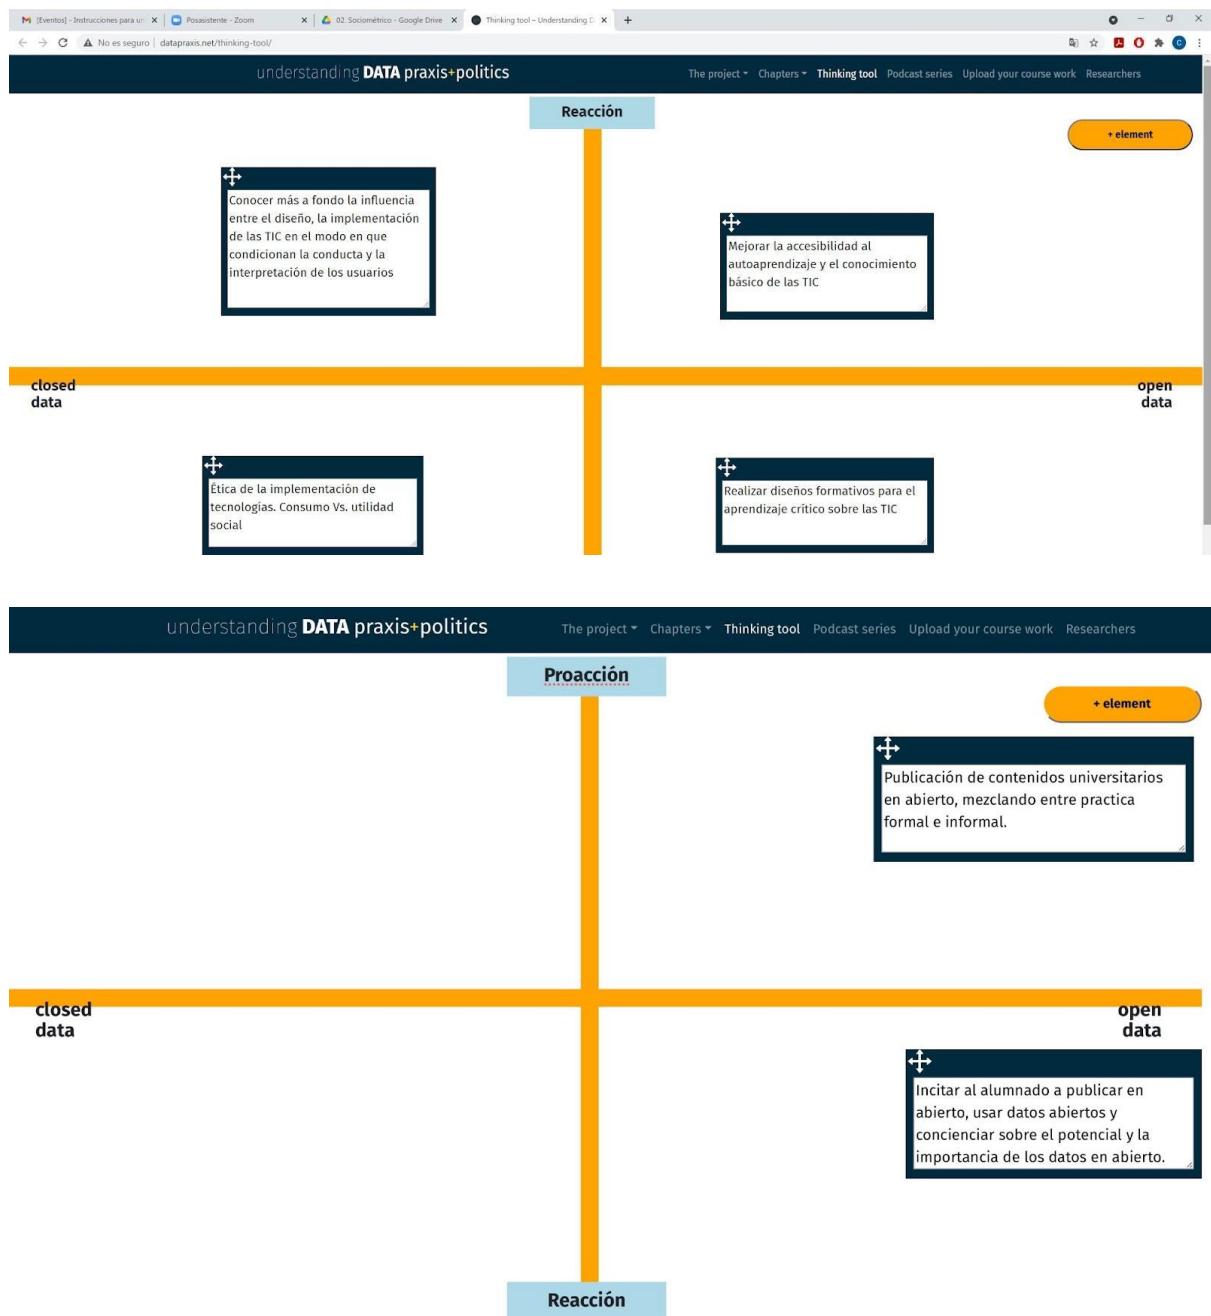 [Eventos] - Instrucciones para un
Posasistente - Zoom
02. Sociométrico - Google Drive
Thinking tool – Understanding D
No es seguro | datapraxis.net/thinking-tool/
understanding DATA praxis+politics
The project Chapters Thinking tool Podcast series Upload your course work Researchers
Reacción
+ element
Conocer más a fondo la influencia
entre el diseño, la implementación
de las TIC en el modo en que
condicionan la conducta y la
interpretación de los usuarios
Mejorar la accesibilidad al
autoaprendizaje y el conocimiento
básico de las TIC
closed
data
open
data
Ética de la implementación de
tecnologías. Consumo Vs. utilidad
social
Realizar diseños formativos para el
aprendizaje crítico sobre las TIC
understanding DATA praxis+politics
The project Chapters Thinking tool Podcast series Upload your course work Researchers
Proacción
+ element
Publicación de contenidos universitarios
en abierto, mezclando entre practica
formal e informal.
closed
data
open
data
Incitar al alumnado a publicar en
abierto, usar datos abiertos y
concienciar sobre el potencial y la
importancia de los datos en abierto.
Reacción